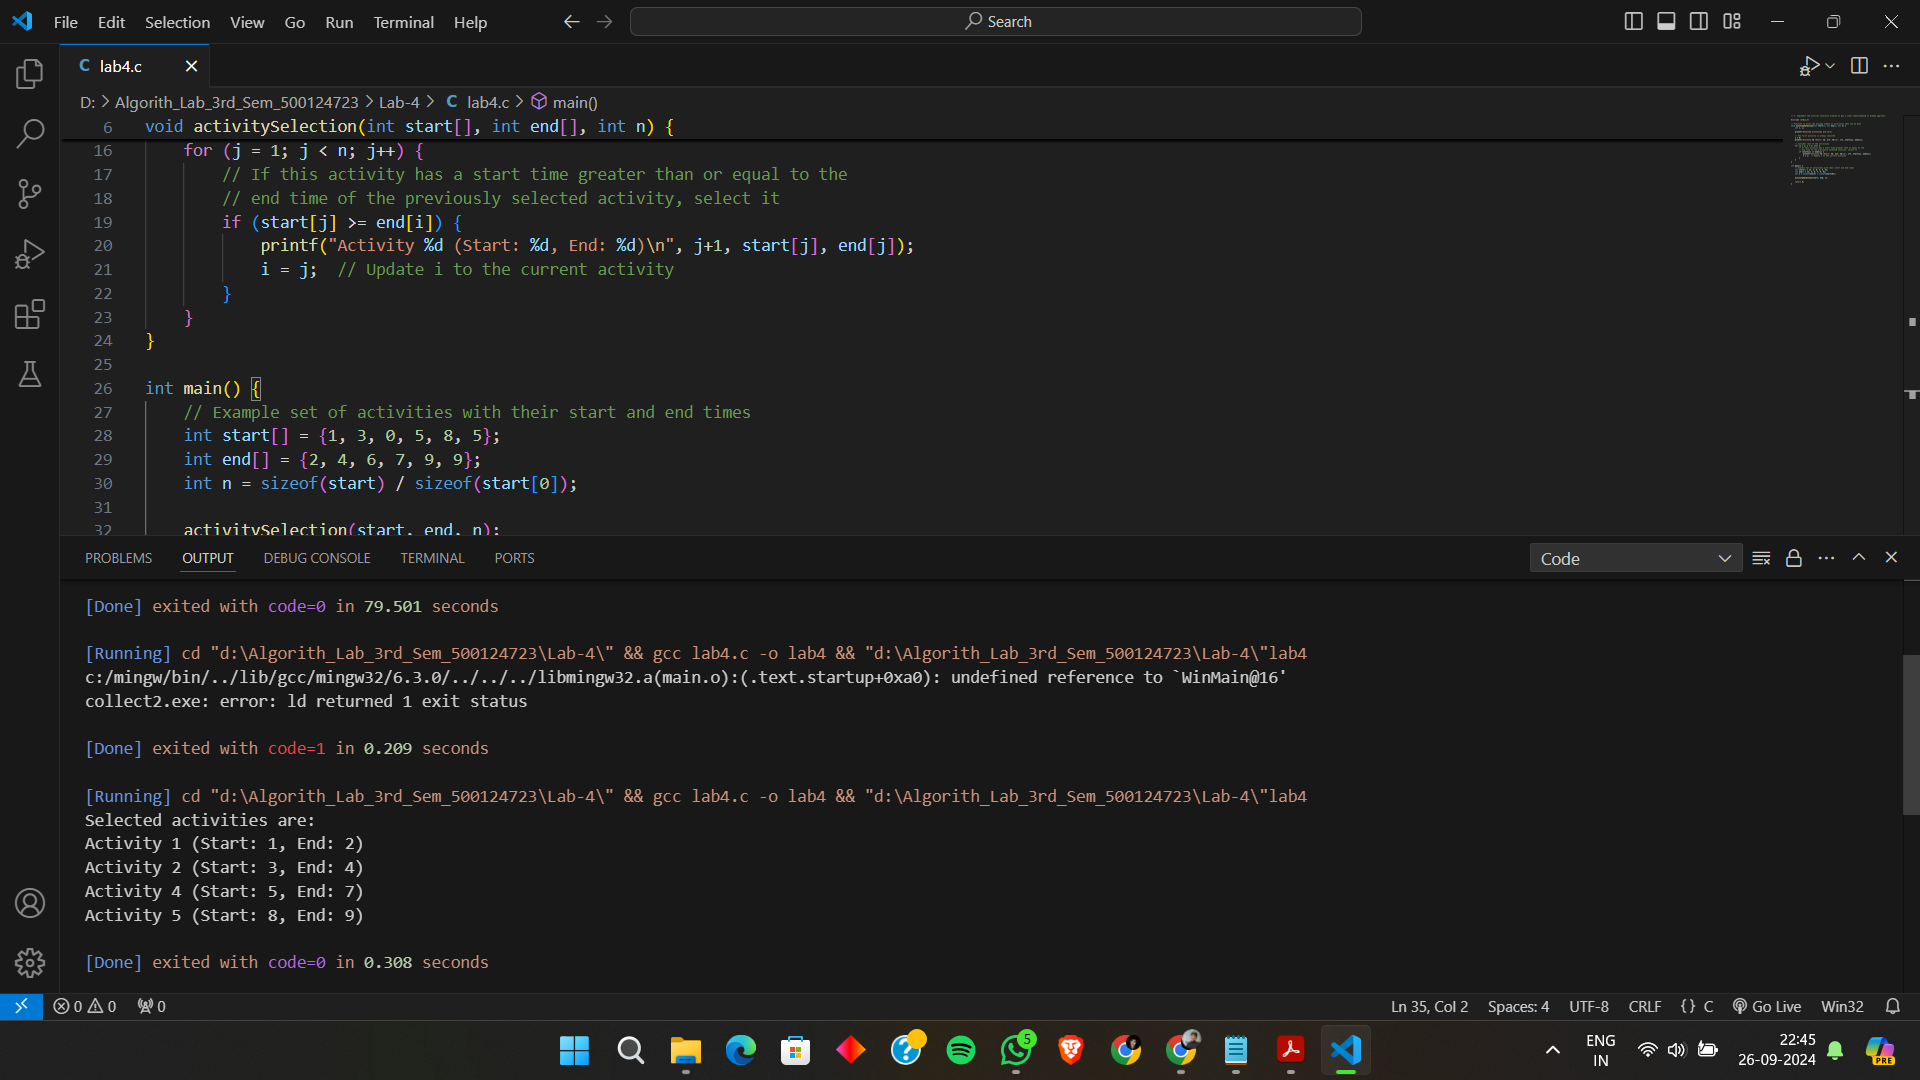 File Edit Selection View Go Run Terminal Help
Search
C lab4.c
D: > Algorith_Lab_3rd_Sem_500124723 > Lab-4 > C lab4.c > main()
6 void activitySelection(int start[], int end[], int n) {
16 for (j = 1; j < n; j++) {
17 // If this activity has a start time greater than or equal to the
18 // end time of the previously selected activity, select it
19 if (start[j] >= end[i]) {
20 printf("Activity %d (Start: %d, End: %d)\n", j+1, start[j], end[j]);
21 i = j;  // Update i to the current activity
22 }
23 }
24 }
25
26 int main() {
27 // Example set of activities with their start and end times
28 int start[] = {1, 3, 0, 5, 8, 5};
29 int end[] = {2, 4, 6, 7, 9, 9};
30 int n = sizeof(start) / sizeof(start[0]);
31
32 activitySelection(start, end, n);
PROBLEMS OUTPUT DEBUG CONSOLE TERMINAL PORTS
Code
[Done] exited with code=0 in 79.501 seconds
[Running] cd "d:\Algorith_Lab_3rd_Sem_500124723\Lab-4\" && gcc lab4.c -o lab4 && "d:\Algorith_Lab_3rd_Sem_500124723\Lab-4\"lab4
c:/mingw/bin/../lib/gcc/mingw32/6.3.0/../../../libmingw32.a(main.o):(.text.startup+0xa0): undefined reference to `WinMain@16'
collect2.exe: error: ld returned 1 exit status
[Done] exited with code=1 in 0.209 seconds
[Running] cd "d:\Algorith_Lab_3rd_Sem_500124723\Lab-4\" && gcc lab4.c -o lab4 && "d:\Algorith_Lab_3rd_Sem_500124723\Lab-4\"lab4
Selected activities are:
Activity 1 (Start: 1, End: 2)
Activity 2 (Start: 3, End: 4)
Activity 4 (Start: 5, End: 7)
Activity 5 (Start: 8, End: 9)
[Done] exited with code=0 in 0.308 seconds
0 0 0 Ln 35, Col 2 Spaces: 4 UTF-8 CRLF {} C Go Live Win32
5
ENG
IN
22:45
26-09-2024
PRE